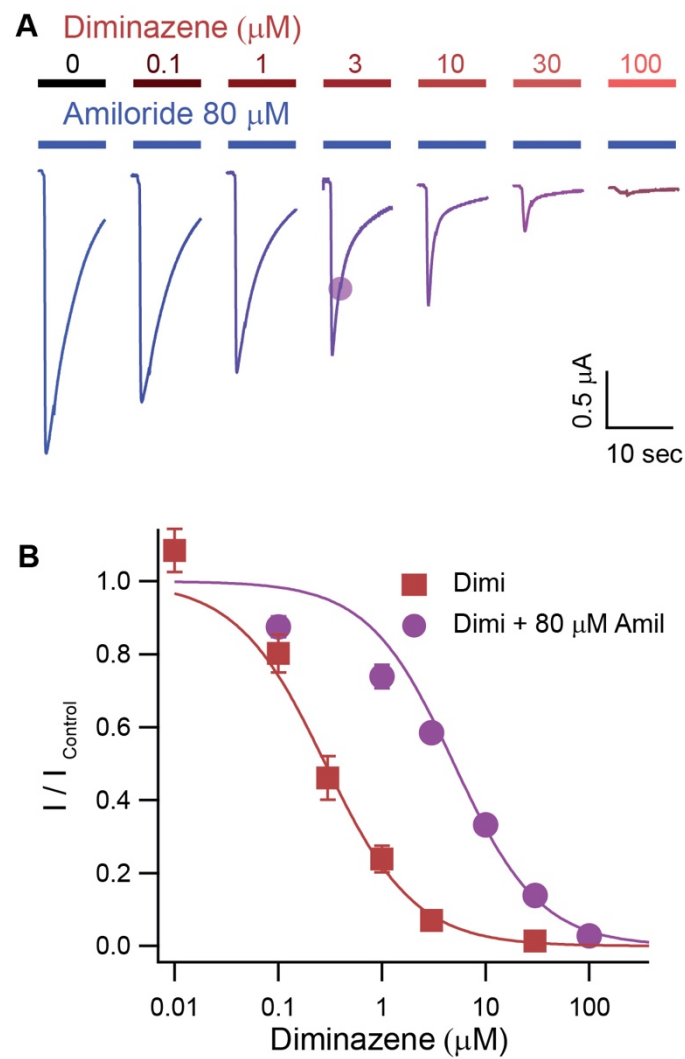 A
Diminazene (μM)
0 0.1 1 3 10 30 100
Amiloride 80 μM
0.5 μA
10 sec
B
Dimi
Dimi + 80 μM Amil
I / I Control
1.0
0.8
0.6
0.4
0.2
0.0
0.01 0.1 1 10 100
Diminazene (μM)